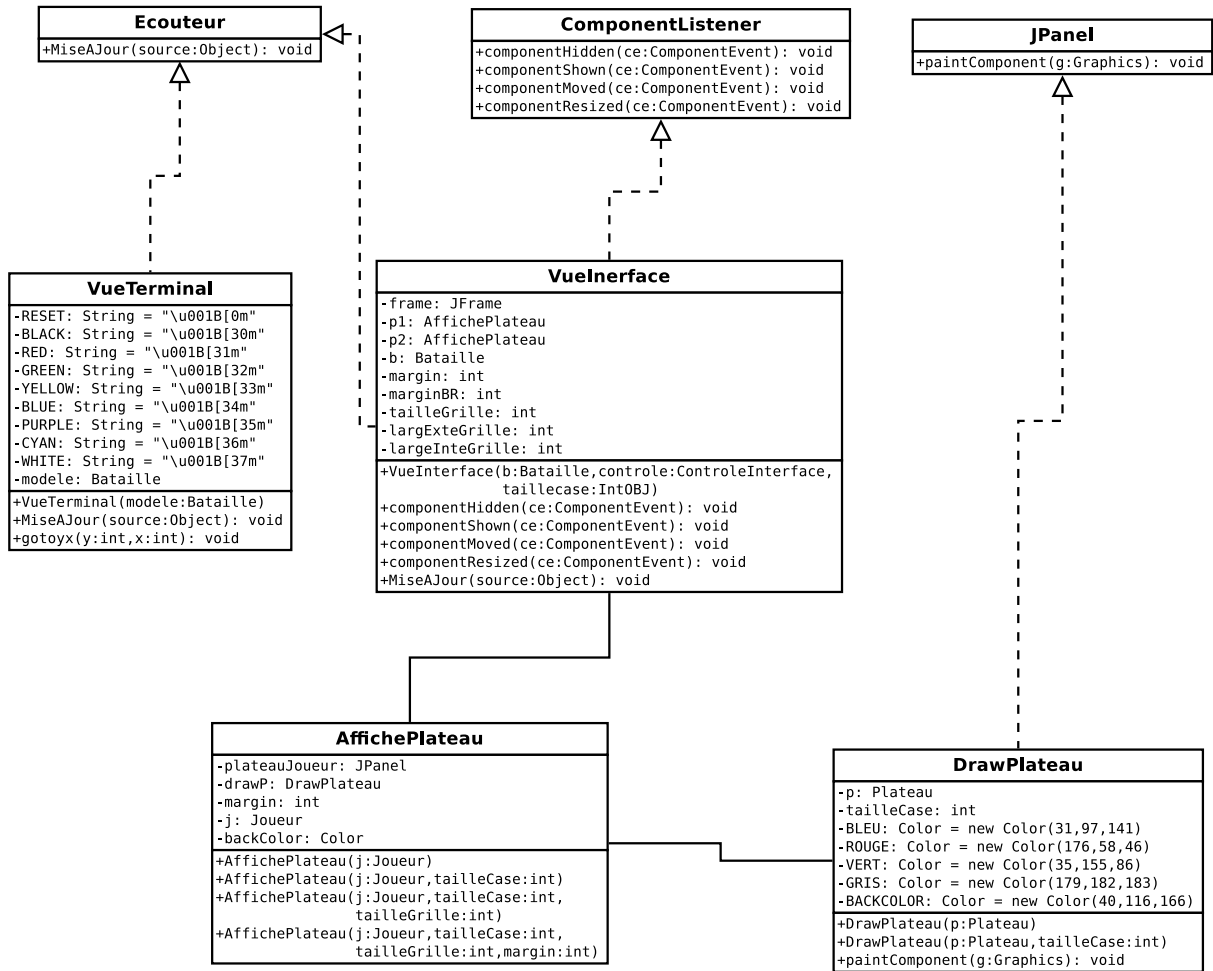 Ecouteur
+MiseAJour(source:Object): void
ComponentListener
+componentHidden(ce:ComponentEvent): void
+componentShown(ce:ComponentEvent): void
+componentMoved(ce:ComponentEvent): void
+componentResized(ce:ComponentEvent): void
JPanel
+paintComponent(g:Graphics): void
VueTerminal
-RESET: String = "\u001B[0m"
-BLACK: String = "\u001B[30m"
-RED: String = "\u001B[31m"
-GREEN: String = "\u001B[32m"
-YELLOW: String = "\u001B[33m"
-BLUE: String = "\u001B[34m"
-PURPLE: String = "\u001B[35m"
-CYAN: String = "\u001B[36m"
-WHITE: String = "\u001B[37m"
-modele: Bataille
+VueTerminal(modele:Bataille)
+MiseAJour(source:Object): void
+gotoyx(y:int,x:int): void
VueInerface
-frame: JFrame
-p1: AffichePlateau
-p2: AffichePlateau
-b: Bataille
-margin: int
-marginBR: int
-tailleGrille: int
-largExteGrille: int
-largeInteGrille: int
+VueInterface(b:Bataille,controle:ControleInterface,
taillecase:IntOBJ)
+componentHidden(ce:ComponentEvent): void
+componentShown(ce:ComponentEvent): void
+componentMoved(ce:ComponentEvent): void
+componentResized(ce:ComponentEvent): void
+MiseAJour(source:Object): void
AffichePlateau
-plateauJoueur: JPanel
-drawP: DrawPlateau
-margin: int
-j: Joueur
-backColor: Color
+AffichePlateau(j:Joueur)
+AffichePlateau(j:Joueur,tailleCase:int)
+AffichePlateau(j:Joueur,tailleCase:int,
tailleGrille:int)
+AffichePlateau(j:Joueur,tailleCase:int,
tailleGrille:int,margin:int)
DrawPlateau
-p: Plateau
-tailleCase: int
-BLEU: Color = new Color(31,97,141)
-ROUGE: Color = new Color(176,58,46)
-VERT: Color = new Color(35,155,86)
-GRIS: Color = new Color(179,182,183)
-BACKCOLOR: Color = new Color(40,116,166)
+DrawPlateau(p:Plateau)
+DrawPlateau(p:Plateau,tailleCase:int)
+paintComponent(g:Graphics): void